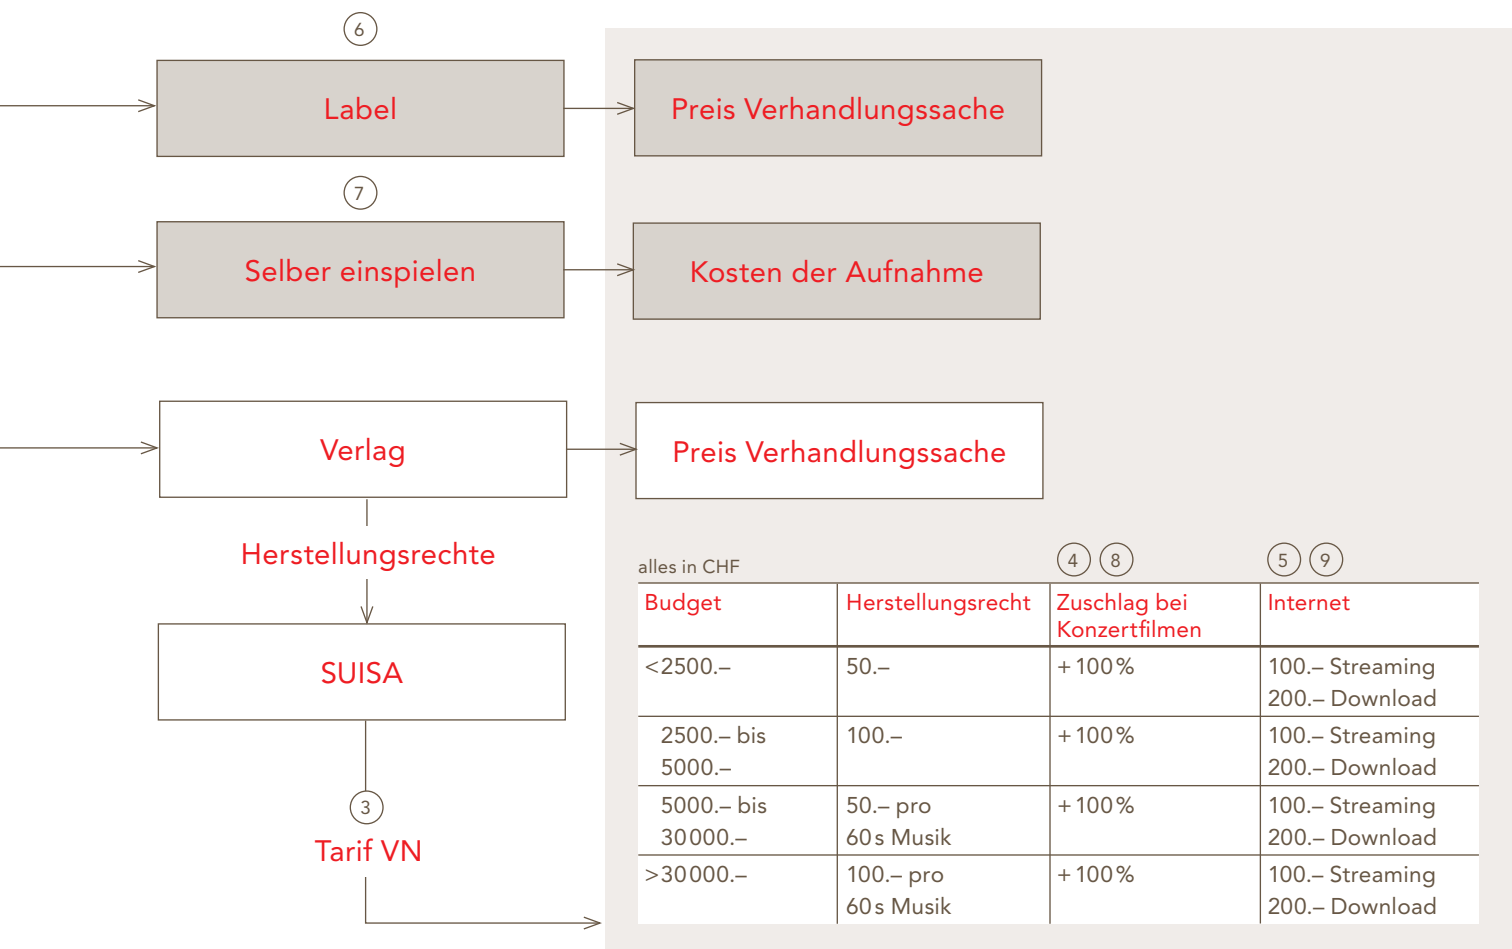 6
Label
Preis Verhandlungssache
7
Selber einspielen
Kosten der Aufnahme
Verlag
Preis Verhandlungssache
Herstellungsrechte
SUISA
3
Tarif VN
alles in CHF
4 8
5 9
Budget
Herstellungsrecht
Zuschlag bei
Konzertfilmen
Internet
<2500.–
50.–
+100%
100.– Streaming
200.– Download
2500.– bis
5000.–
100.–
+100%
100.– Streaming
200.– Download
5000.– bis
30000.–
50.– pro
60s Musik
+100%
100.– Streaming
200.– Download
>30000.–
100.– pro
60s Musik
+100%
100.– Streaming
200.– Download